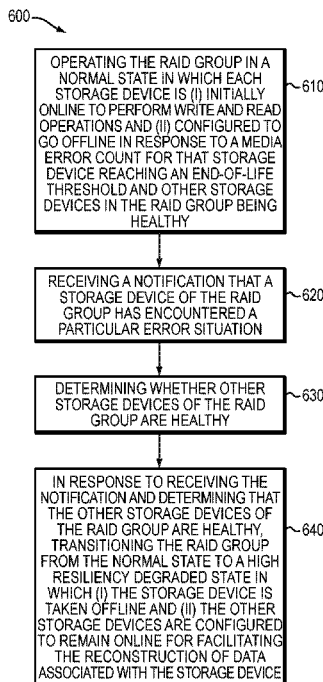 600
OPERATING THE RAID GROUP IN A
NORMAL STATE IN WHICH EACH
STORAGE DEVICE IS (I) INITIALLY
ONLINE TO PERFORM WRITE AND READ
OPERATIONS AND (II) CONFIGURED TO
GO OFFLINE IN RESPONSE TO A MEDIA
ERROR COUNT FOR THAT STORAGE
DEVICE REACHING AN END-OF-LIFE
THRESHOLD AND OTHER STORAGE
DEVICES IN THE RAID GROUP BEING
HEALTHY
610
RECEIVING A NOTIFICATION THAT A
STORAGE DEVICE OF THE RAID
GROUP HAS ENCOUNTERED A
PARTICULAR ERROR SITUATION
620
DETERMINING WHETHER OTHER
STORAGE DEVICES OF THE RAID
GROUP ARE HEALTHY
630
IN RESPONSE TO RECEIVING THE
NOTIFICATION AND DETERMINING THAT
THE OTHER STORAGE DEVICES OF
THE RAID GROUP ARE HEALTHY,
TRANSITIONING THE RAID GROUP
FROM THE NORMAL STATE TO A HIGH
RESILIENCY DEGRADED STATE IN
WHICH (I) THE STORAGE DEVICE IS
TAKEN OFFLINE AND (II) THE OTHER
STORAGE DEVICES ARE CONFIGURED
TO REMAIN ONLINE FOR FACILITATING
THE RECONSTRUCTION OF DATA
ASSOCIATED WITH THE STORAGE DEVICE
640